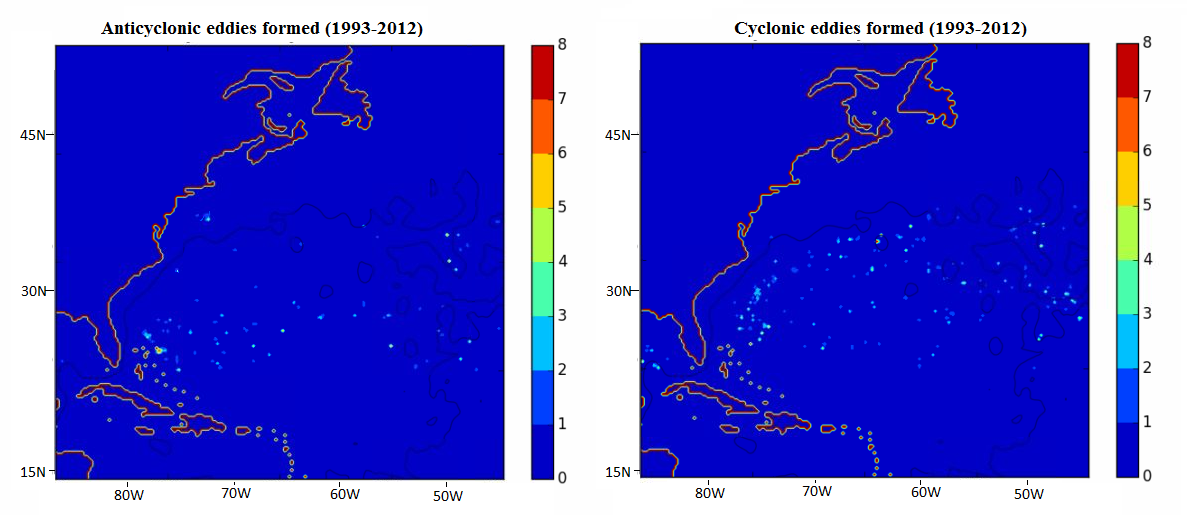 Anticyclonic eddies formed (1993-2012)
45N
30N
15N
80W
70W
60W
50W
8
7
6
5
4
3
2
1
0
Cyclonic eddies formed (1993-2012)
45N
30N
15N
80W
70W
60W
50W
8
7
6
5
4
3
2
1
0